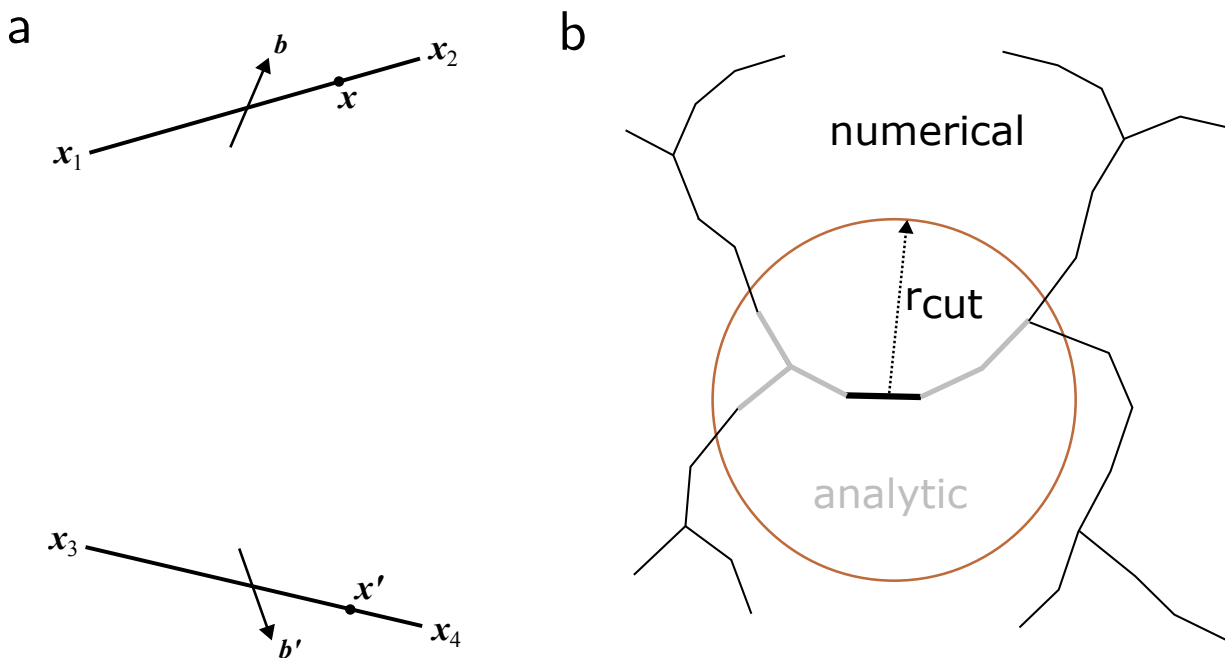 a
b
x₂
x
x₁
x₃
x′
b′
x₄
b
numerical
rcut
analytic